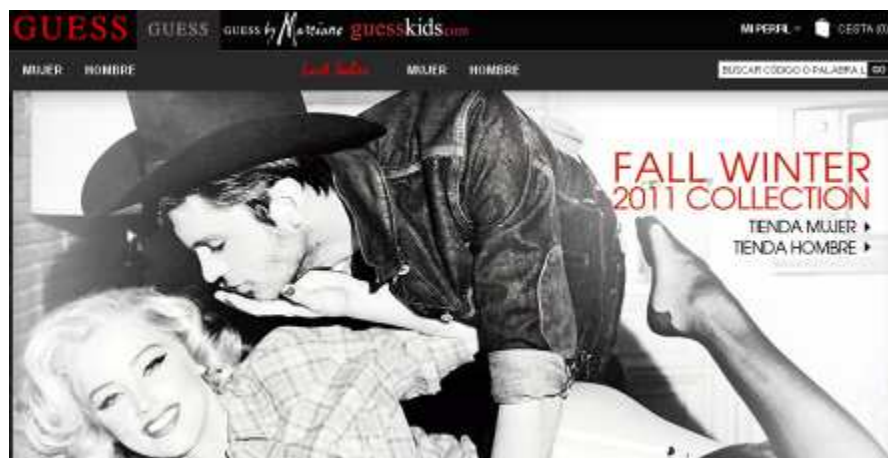 GUESS GUESS GUESS by Marciano guesskids.com MI PERFIL CESTA (0)
MUJER HOMBRE MUJER HOMBRE BUSCAR CÓDIGO O PALABRA L GO
FALL WINTER
2011 COLLECTION
TIENDA MUJER
TIENDA HOMBRE